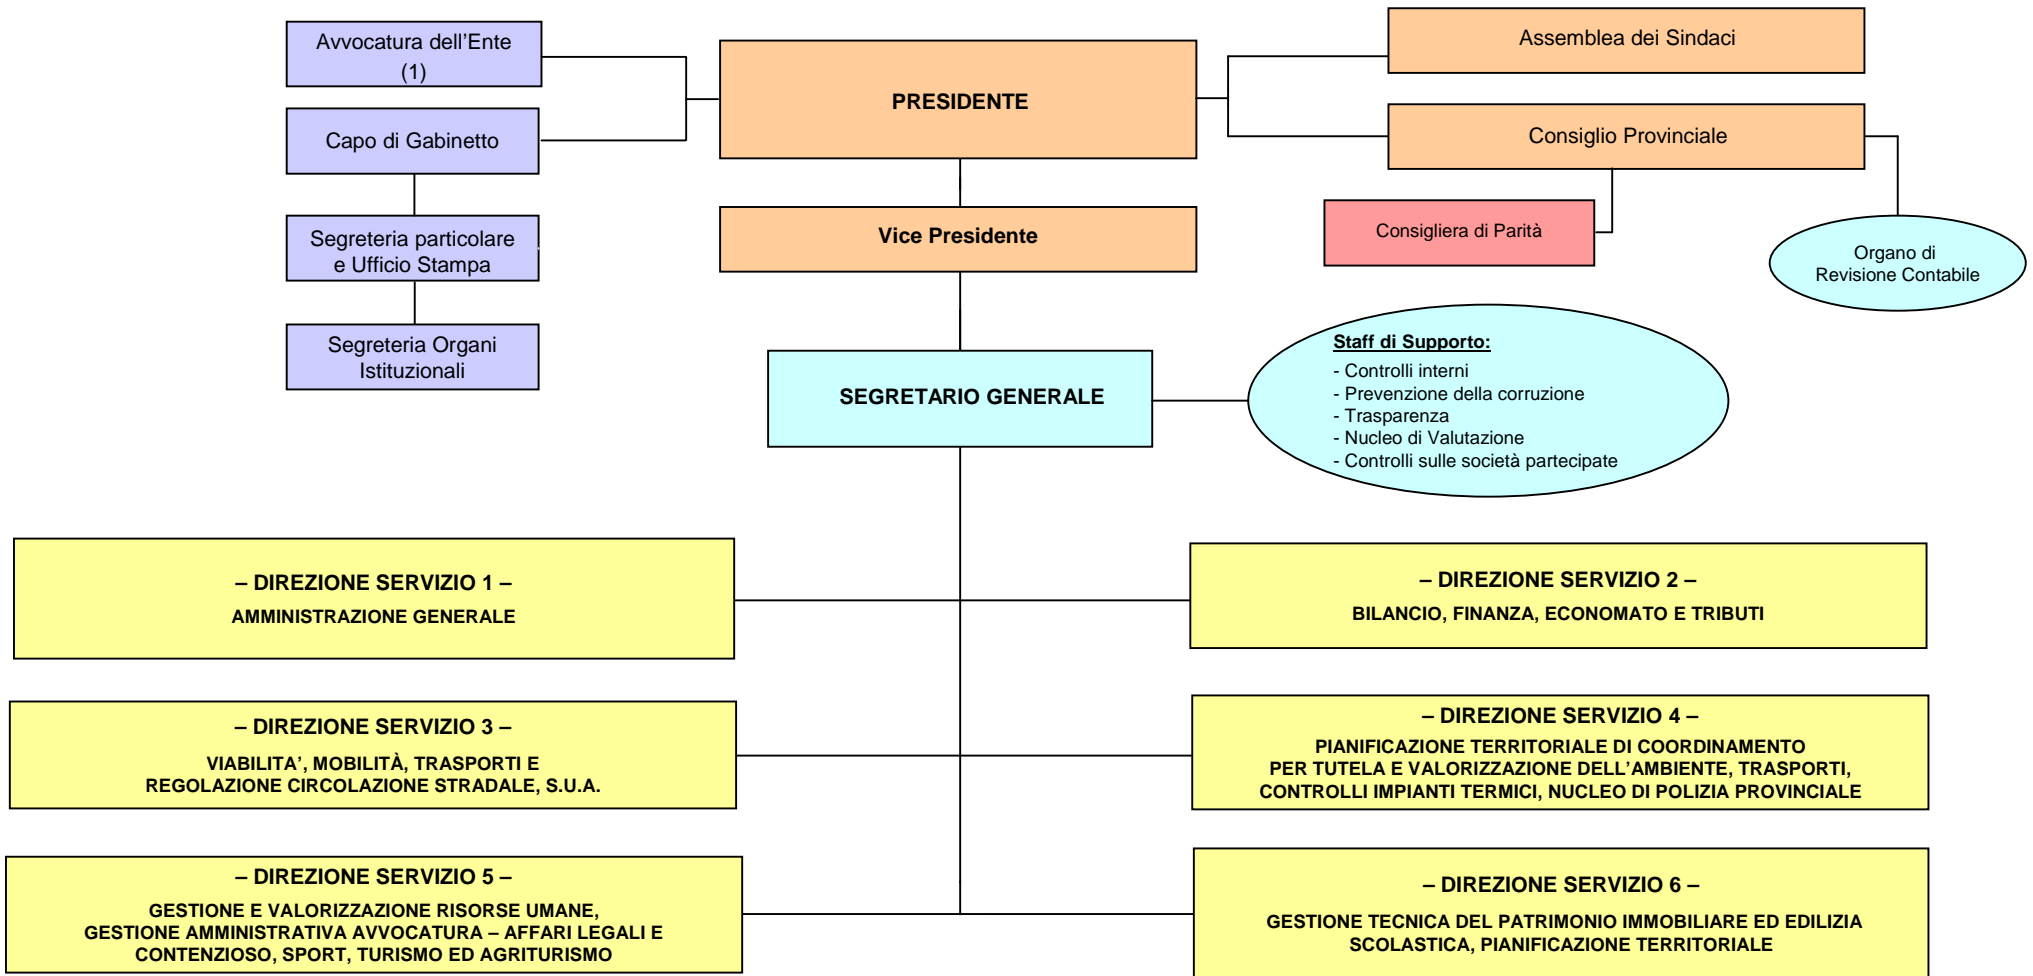 Avvocatura dell’Ente
(1)
Capo di Gabinetto
Segreteria particolare
e Ufficio Stampa
Segreteria Organi
Istituzionali
PRESIDENTE
Vice Presidente
SEGRETARIO GENERALE
Assemblea dei Sindaci
Consiglio Provinciale
Consigliera di Parità
Organo di
Revisione Contabile
Staff di Supporto:
- Controlli interni
- Prevenzione della corruzione
- Trasparenza
- Nucleo di Valutazione
- Controlli sulle società partecipate
– DIREZIONE SERVIZIO 1 –
AMMINISTRAZIONE GENERALE
– DIREZIONE SERVIZIO 2 –
BILANCIO, FINANZA, ECONOMATO E TRIBUTI
– DIREZIONE SERVIZIO 3 –
VIABILITA’, MOBILITÀ, TRASPORTI E
REGOLAZIONE CIRCOLAZIONE STRADALE, S.U.A.
– DIREZIONE SERVIZIO 4 –
PIANIFICAZIONE TERRITORIALE DI COORDINAMENTO
PER TUTELA E VALORIZZAZIONE DELL’AMBIENTE, TRASPORTI,
CONTROLLI IMPIANTI TERMICI, NUCLEO DI POLIZIA PROVINCIALE
– DIREZIONE SERVIZIO 5 –
GESTIONE E VALORIZZAZIONE RISORSE UMANE,
GESTIONE AMMINISTRATIVA AVVOCATURA – AFFARI LEGALI E
CONTENZIOSO, SPORT, TURISMO ED AGRITURISMO
– DIREZIONE SERVIZIO 6 –
GESTIONE TECNICA DEL PATRIMONIO IMMOBILIARE ED EDILIZIA
SCOLASTICA, PIANIFICAZIONE TERRITORIALE